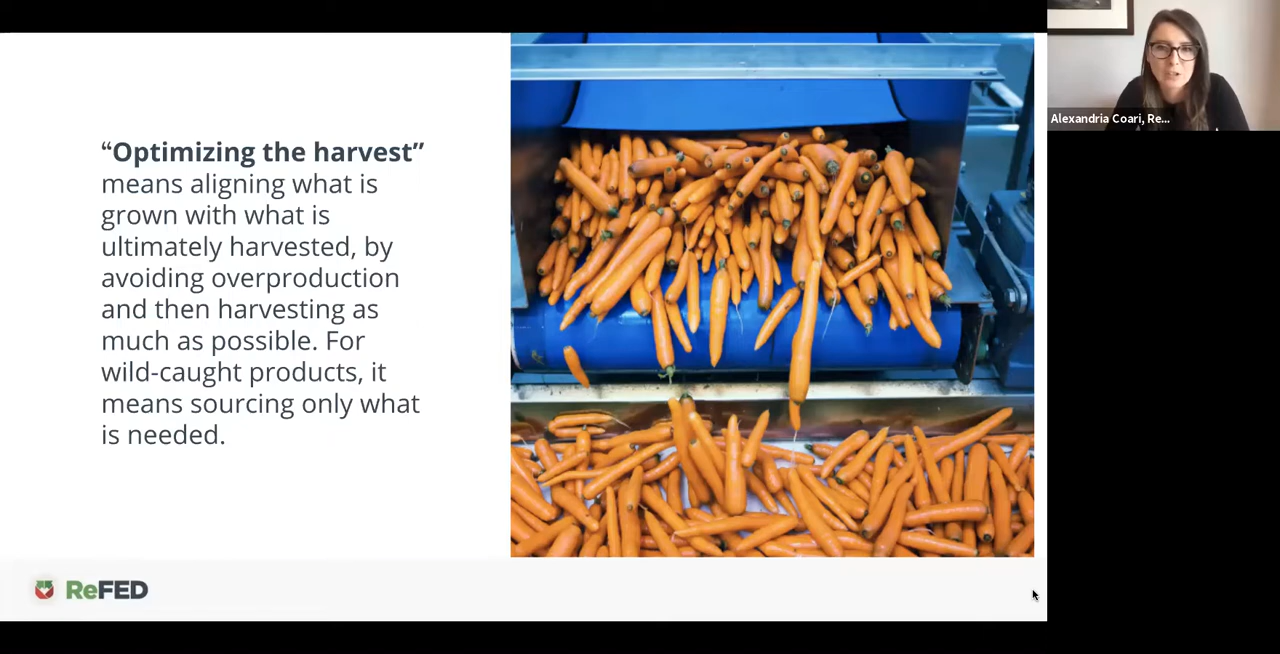 “Optimizing the harvest”
means aligning what is
grown with what is
ultimately harvested, by
avoiding overproduction
and then harvesting as
much as possible. For
wild-caught products, it
means sourcing only what
is needed.
ReFED
Alexandria Coari, Re...